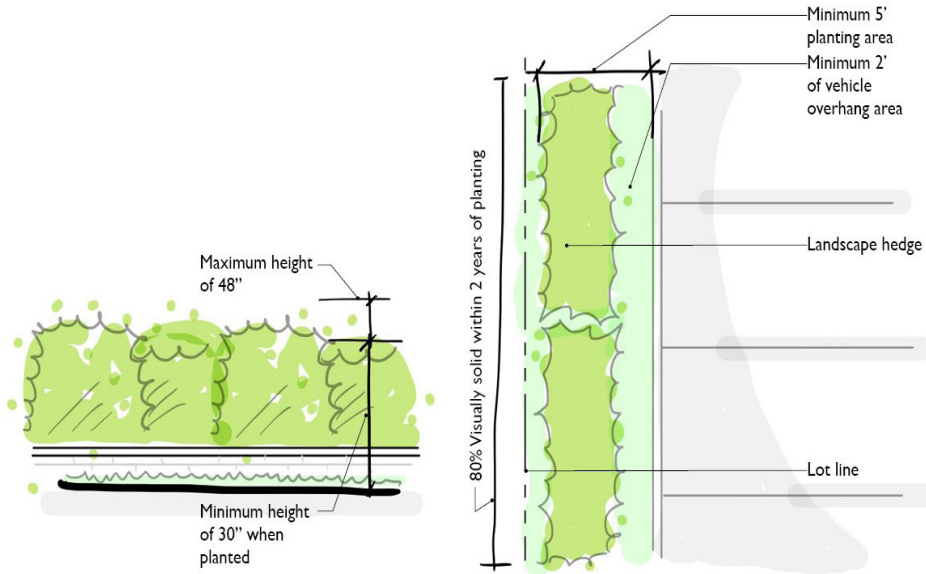 Maximum height
of 48”
Minimum height
of 30” when
planted
80% Visually solid within 2 years of planting
Minimum 5’
planting area
Minimum 2’
of vehicle
overhang area
Landscape hedge
Lot line